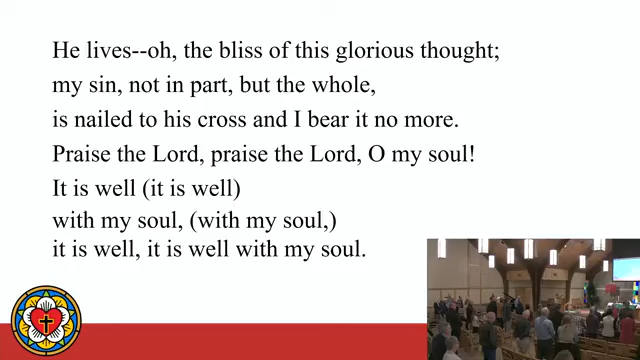 He lives--oh, the bliss of this glorious thought;
my sin, not in part, but the whole,
is nailed to his cross and I bear it no more.
Praise the Lord, praise the Lord, O my soul!
It is well (it is well)
with my soul, (with my soul,)
it is well, it is well with my soul.